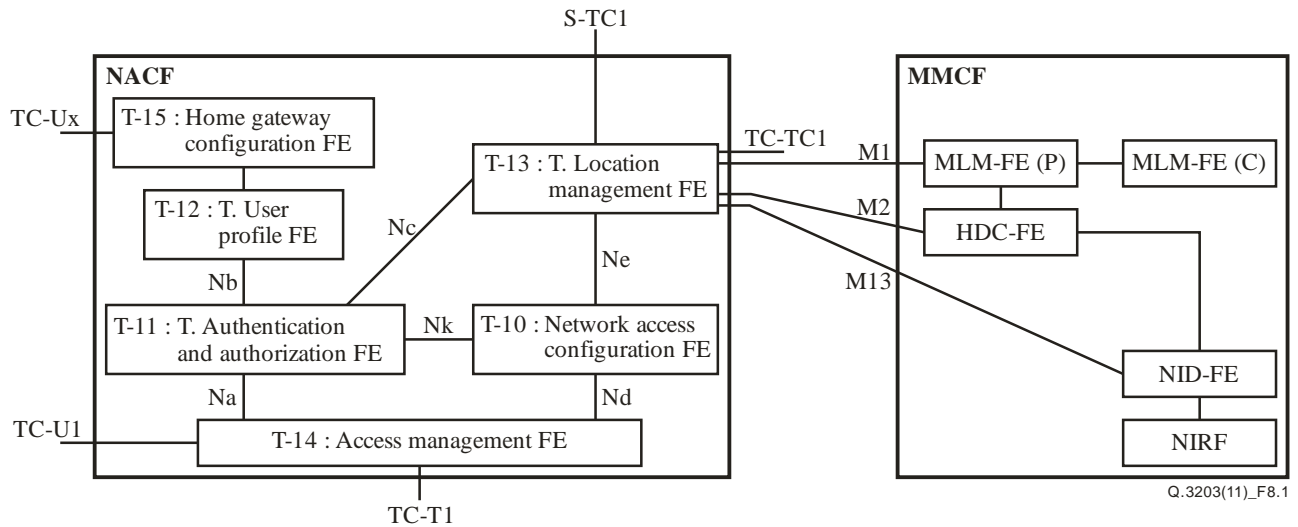 S-TC1
NACF
MMCF
TC-Ux
T-15 : Home gateway
configuration FE
T-13 : T. Location
management FE
TC-TC1
M1
MLM-FE (P)
MLM-FE (C)
T-12 : T. User
profile FE
Nc
M2
HDC-FE
Nb
Ne
M13
T-11 : T. Authentication
and authorization FE
Nk
T-10 : Network access
configuration FE
NID-FE
Na
Nd
TC-U1
T-14 : Access management FE
NIRF
Q.3203(11)_F8.1
TC-T1